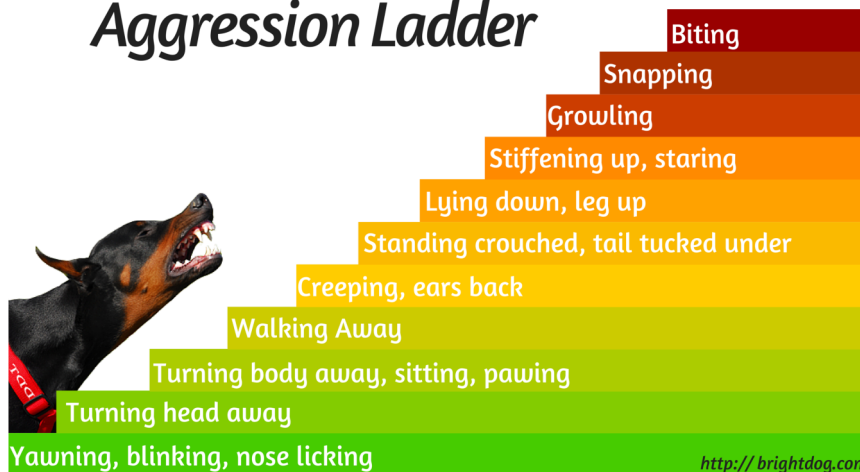 Aggression Ladder
Biting
Snapping
Growling
Stiffening up, staring
Lying down, leg up
Standing crouched, tail tucked under
Creeping, ears back
Walking Away
Turning body away, sitting, pawing
Turning head away
Yawning, blinking, nose licking
http://brightdog.com